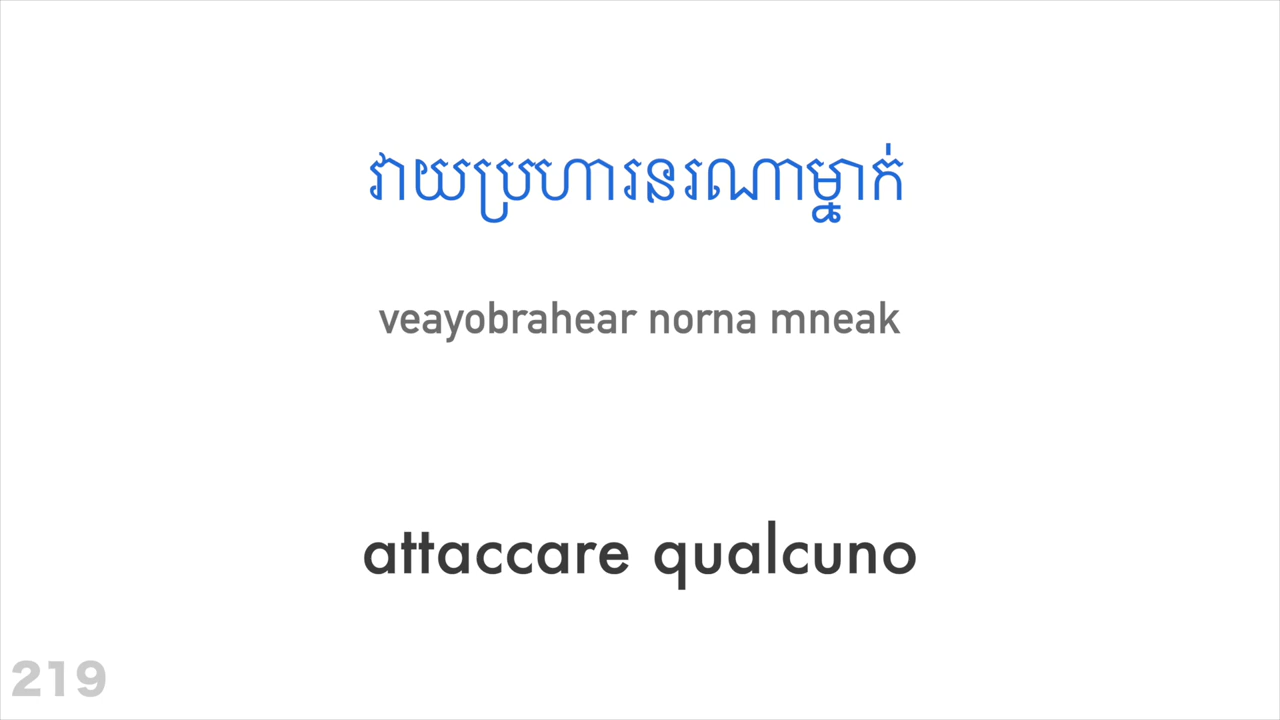 វាយប្រហារនរណាម្នាក់
veayobrahear norna mneak
attaccare qualcuno
219